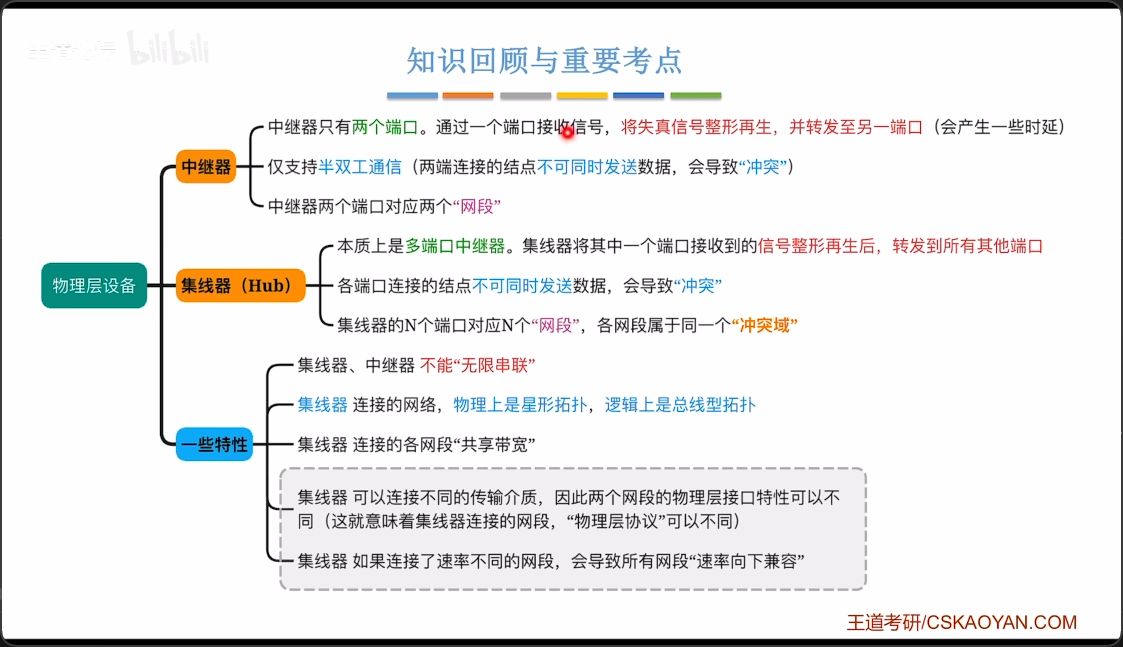 bilibili
知识回顾与重要考点
中继器只有两个端口。通过一个端口接收信号，将失真信号整形再生，并转发至另一端口（会产生一些时延）
中继器
仅支持半双工通信（两端连接的结点不可同时发送数据，会导致“冲突”）
中继器两个端口对应两个“网段”
本质上是多端口中继器。集线器将其中一个端口接收到的信号整形再生后，转发到所有其他端口
物理层设备
集线器（Hub）
各端口连接的结点不可同时发送数据，会导致“冲突”
集线器的N个端口对应N个“网段”，各网段属于同一个“冲突域”
集线器、中继器 不能“无限串联”
集线器 连接的网络，物理上是星形拓扑，逻辑上是总线型拓扑
一些特性
集线器 连接的各网段“共享带宽”
集线器 可以连接不同的传输介质，因此两个网段的物理层接口特性可以不
同（这就意味着集线器连接的网段，“物理层协议”可以不同）
集线器 如果连接了速率不同的网段，会导致所有网段“速率向下兼容”
王道考研/CSKAOYAN.COM